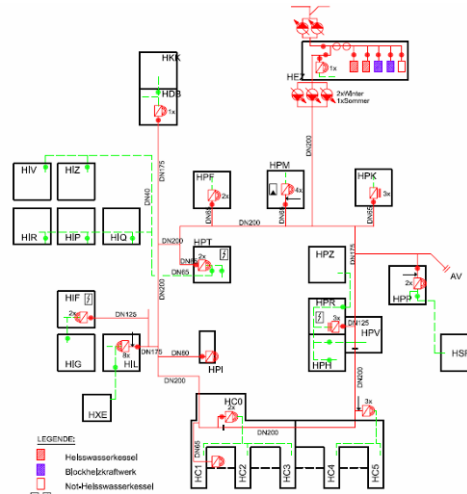 HKK
HDB
1x
HEZ
1x
2xWinter
1xSommer
DN200
DN175
DN40
HIV
HIZ
HPF
2x
DN65
HPM
4x
DN65
HPK
3x
DN65
HIR
HIP
HIQ
DN200
DN200
DN175
HPT
2x
DN65
DN65
HPZ
AV
HPP
2x
DN200
HIF
2x
DN125
HPR
3x
DN125
HPV
HIG
HIL
8x
DN175
DN80
HPI
HPH
HSF
DN200
HXE
DN200
HC0
2x
3x
DN200
DN65
HC1
HC2
HC3
HC4
HC5
LEGENDE:
Heisswasserkessel
Blockheizkraftwerk
Not-Heisswasserkessel